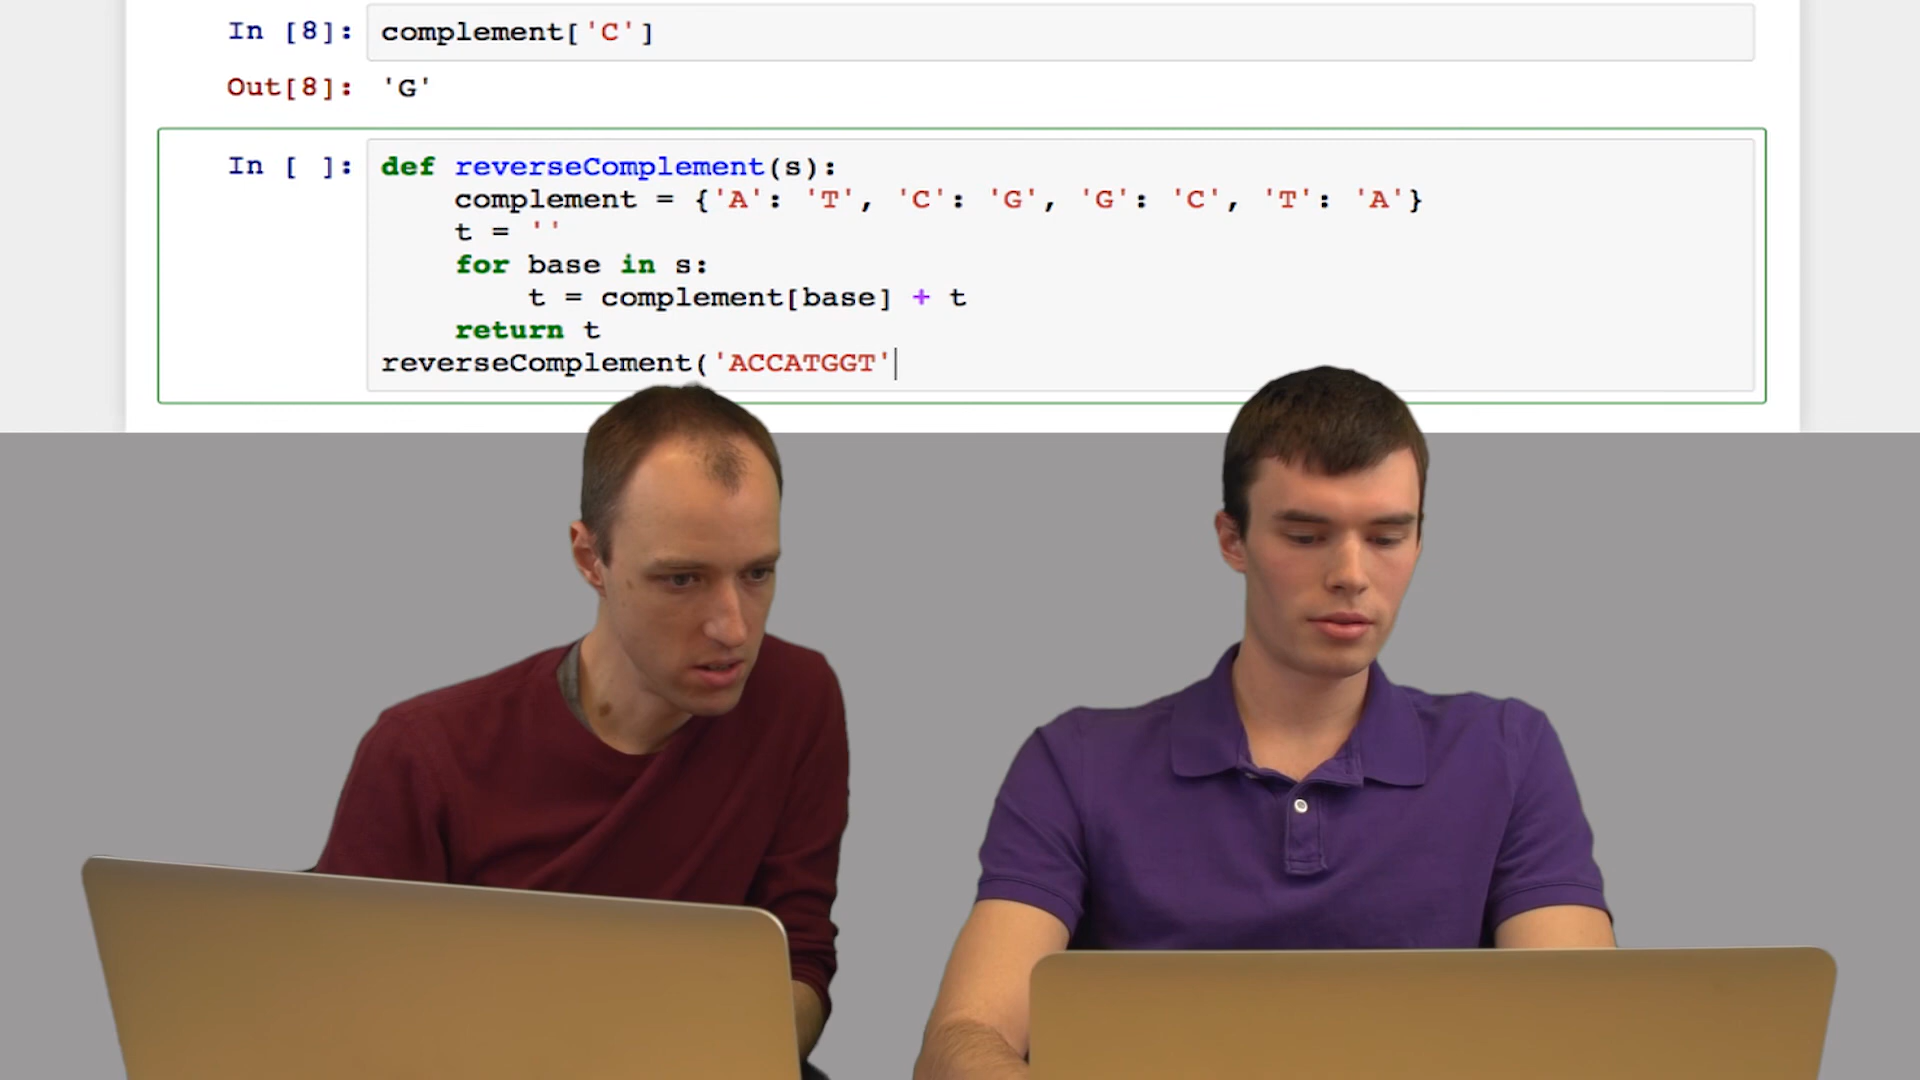 In [8]: complement['C']
Out[8]: 'G'
In [ ]: def reverseComplement(s):
complement = {'A': 'T', 'C': 'G', 'G': 'C', 'T': 'A'}
t = ''
for base in s:
t = complement[base] + t
return t
reverseComplement('ACCATGGT'